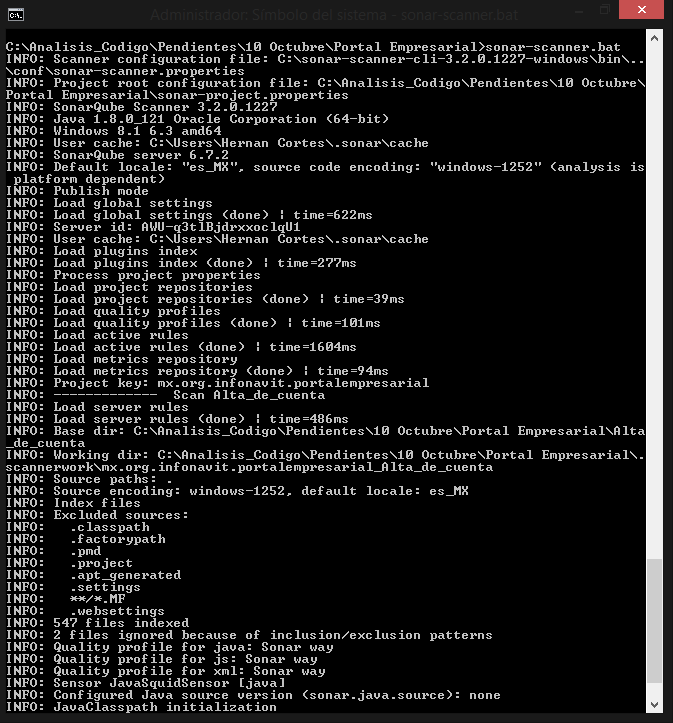 Administrador: Símbolo del sistema - sonar-scanner.bat
C:\Analisis_Codigo\Pendientes\10 Octubre\Portal Empresarial>sonar-scanner.bat
INFO: Scanner configuration file: C:\sonar-scanner-cli-3.2.0.1227-windows\bin\..
\conf\sonar-scanner.properties
INFO: Project root configuration file: C:\Analisis_Codigo\Pendientes\10 Octubre\
Portal Empresarial\sonar-project.properties
INFO: SonarQube Scanner 3.2.0.1227
INFO: Java 1.8.0_121 Oracle Corporation (64-bit)
INFO: Windows 8.1 6.3 amd64
INFO: User cache: C:\Users\Hernan Cortes\.sonar\cache
INFO: SonarQube server 6.7.2
INFO: Default locale: "es_MX", source code encoding: "windows-1252" (analysis is
 platform dependent)
INFO: Publish mode
INFO: Load global settings
INFO: Load global settings (done) | time=622ms
INFO: Server id: AWU-q3tlBjdrxxoclqU1
INFO: User cache: C:\Users\Hernan Cortes\.sonar\cache
INFO: Load plugins index
INFO: Load plugins index (done) | time=277ms
INFO: Process project properties
INFO: Load project repositories
INFO: Load project repositories (done) | time=39ms
INFO: Load quality profiles
INFO: Load quality profiles (done) | time=101ms
INFO: Load active rules
INFO: Load active rules (done) | time=1604ms
INFO: Load metrics repository
INFO: Load metrics repository (done) | time=94ms
INFO: Project key: mx.org.infonavit.portalempresarial
INFO: -------------  Scan Alta_de_cuenta
INFO: Load server rules
INFO: Load server rules (done) | time=486ms
INFO: Base dir: C:\Analisis_Codigo\Pendientes\10 Octubre\Portal Empresarial\Alta
_de_cuenta
INFO: Working dir: C:\Analisis_Codigo\Pendientes\10 Octubre\Portal Empresarial\.
scannerwork\mx.org.infonavit.portalempresarial_Alta_de_cuenta
INFO: Source paths: .
INFO: Source encoding: windows-1252, default locale: es_MX
INFO: Index files
INFO: Excluded sources:
INFO:   .classpath
INFO:   .factorypath
INFO:   .pmd
INFO:   .project
INFO:   .apt_generated
INFO:   .settings
INFO:   **/*.MF
INFO:   .websettings
INFO: 547 files indexed
INFO: 2 files ignored because of inclusion/exclusion patterns
INFO: Quality profile for java: Sonar way
INFO: Quality profile for js: Sonar way
INFO: Quality profile for xml: Sonar way
INFO: Sensor JavaSquidSensor [java]
INFO: Configured Java source version (sonar.java.source): none
INFO: JavaClasspath initialization